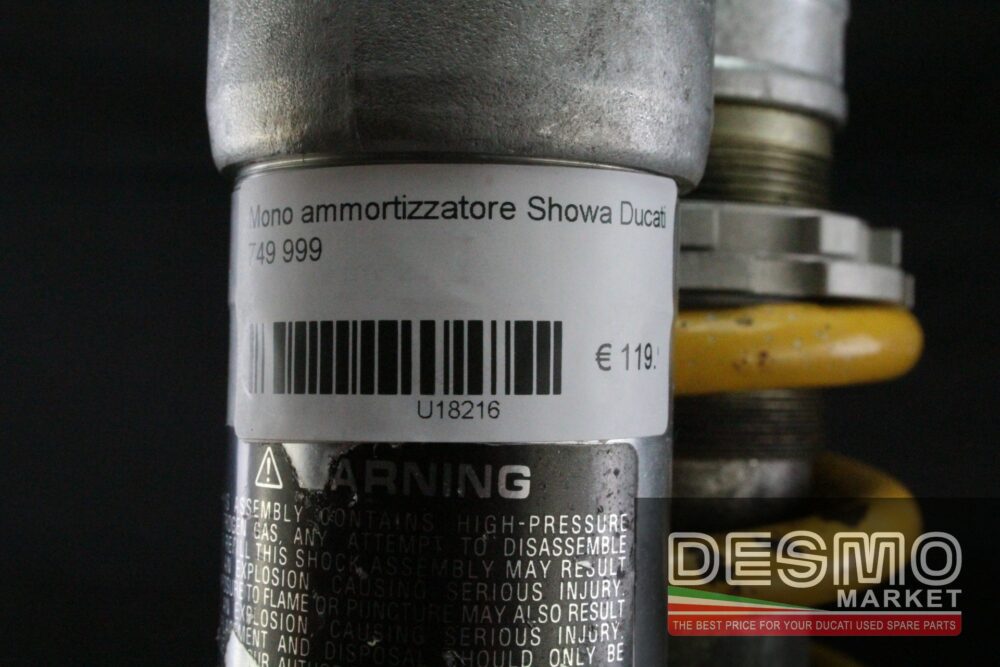 Mono ammortizzatore Showa Ducati
749 999
€ 119.
U18216
WARNING
ASSEMBLY CONTAINS HIGH-PRESSURE
GAS, ANY ATTEMPT TO DISASSEMBLE
THIS SHOCK ASSEMBLY MAY RESULT
EXPLOSION, CAUSING SERIOUS INJURY.
TO FLAME OR PUNCTURE MAY ALSO RESULT
EXPLOSION, CAUSING SERIOUS INJURY.
AND DISPOSAL SHOULD ONLY BE
DESMO
MARKET
THE BEST PRICE FOR YOUR DUCATI USED SPARE PARTS